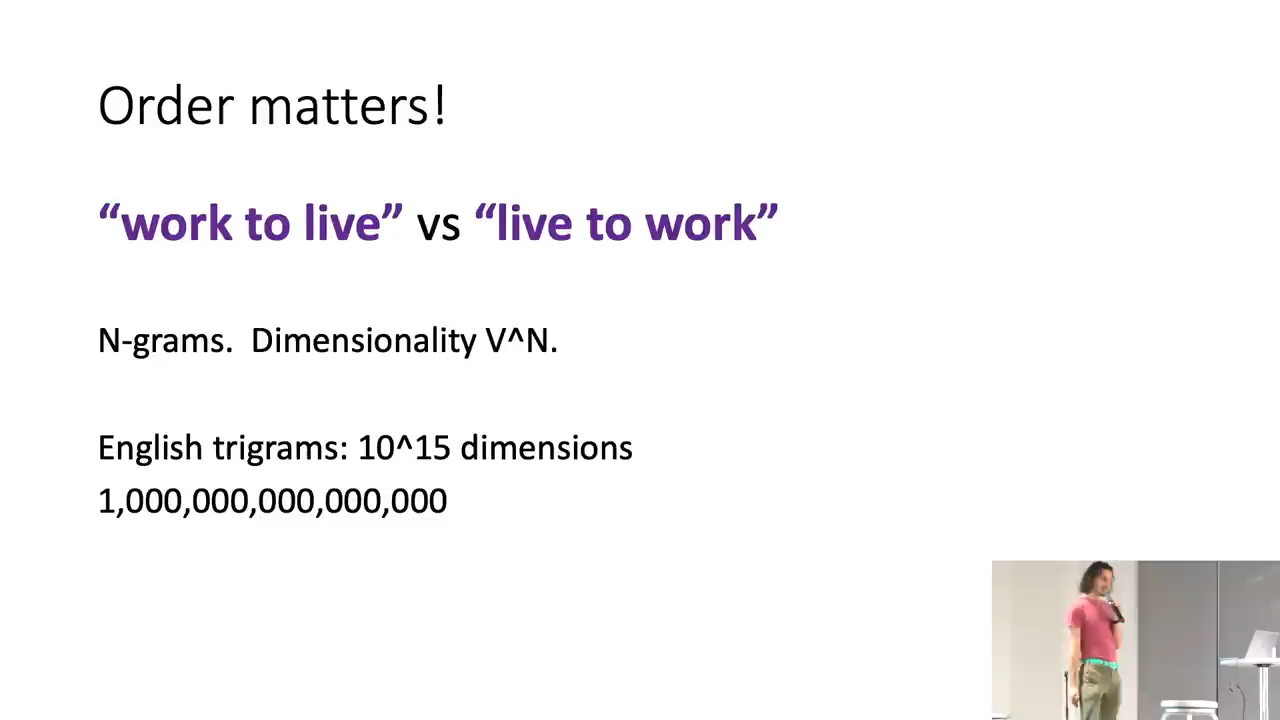 Order matters!
“work to live” vs “live to work”
N-grams.  Dimensionality V^N.
English trigrams: 10^15 dimensions
1,000,000,000,000,000